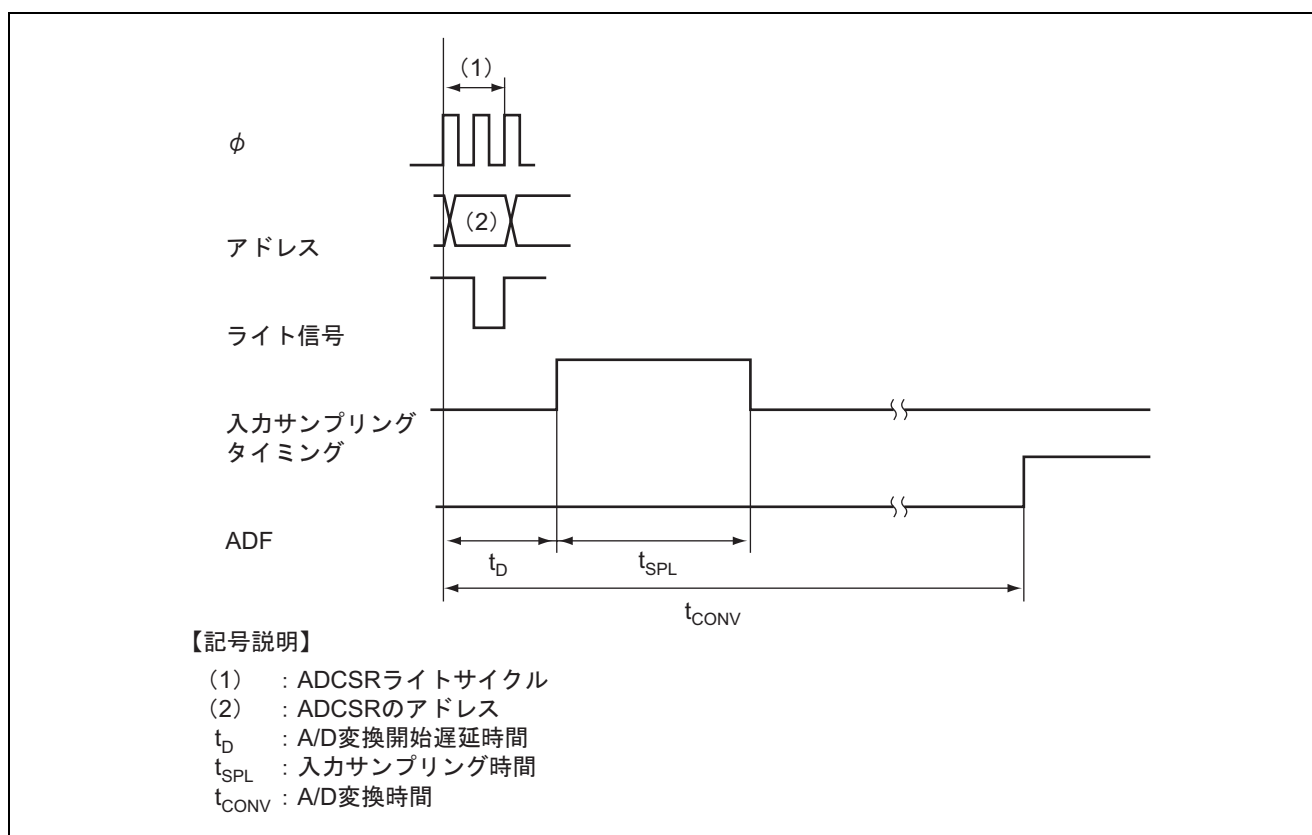 （1）
φ
（2）
アドレス
ライト信号
入力サンプリング
タイミング
ADF
tD
tSPL
tCONV
【記号説明】
（1）　：ADCSRライトサイクル
（2）　：ADCSRのアドレス
tD　：A/D変換開始遅延時間
tSPL ：入力サンプリング時間
tCONV：A/D変換時間